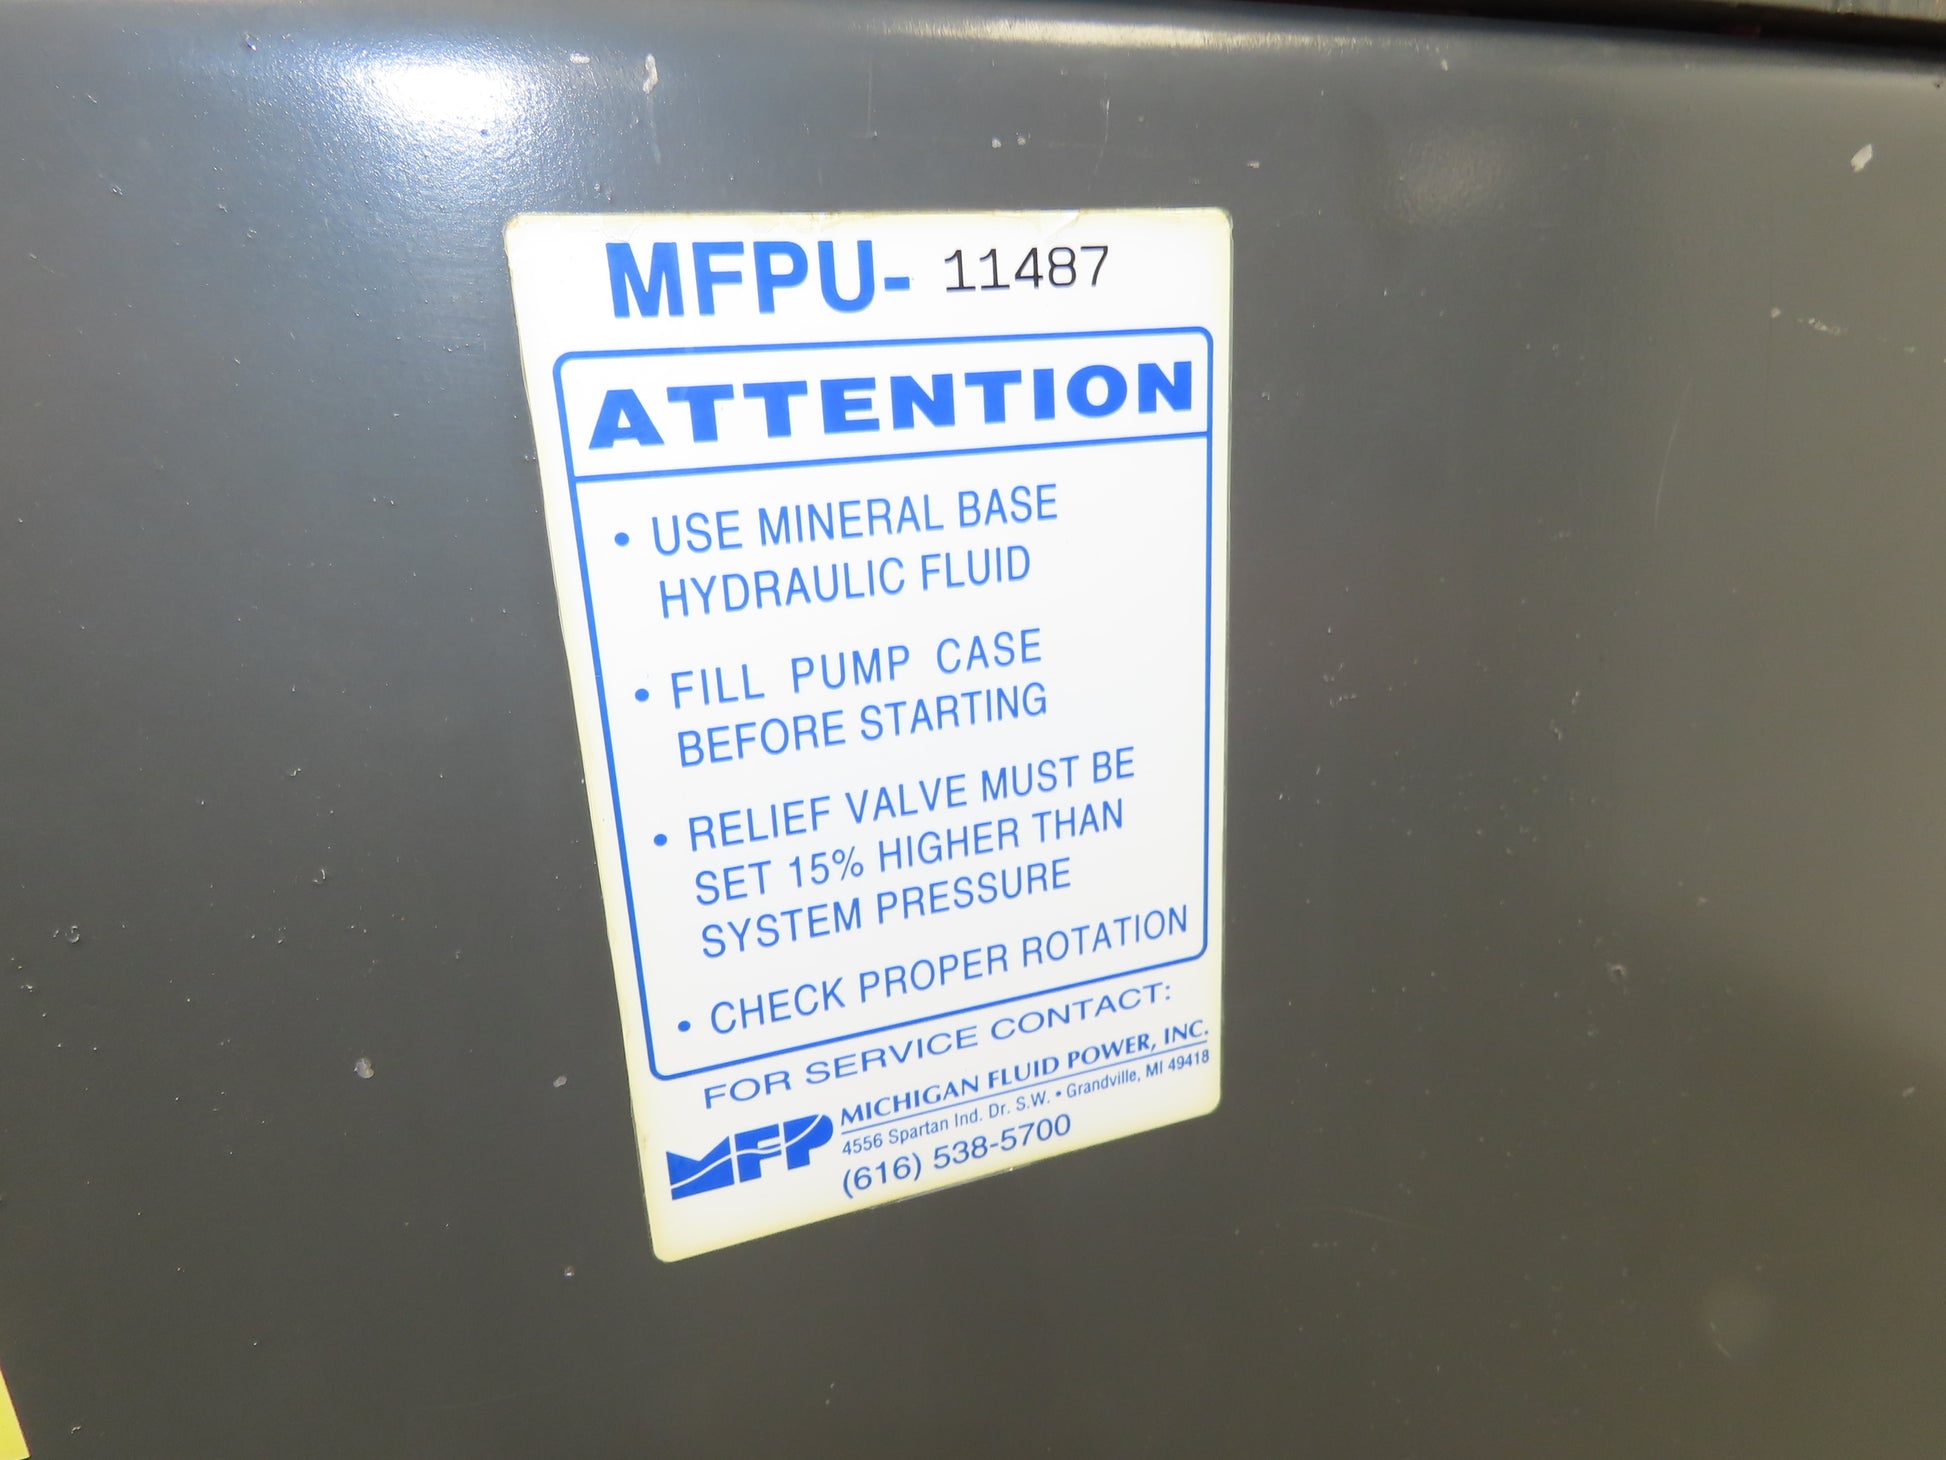 MFPU- 11487
ATTENTION
• USE MINERAL BASE
HYDRAULIC FLUID
• FILL PUMP CASE
BEFORE STARTING
• RELIEF VALVE MUST BE
SET 15% HIGHER THAN
SYSTEM PRESSURE
• CHECK PROPER ROTATION
FOR SERVICE CONTACT:
MFP
MICHIGAN FLUID POWER, INC.
4556 Spartan Ind. Dr. S.W. • Grandville, MI 49418
(616) 538-5700